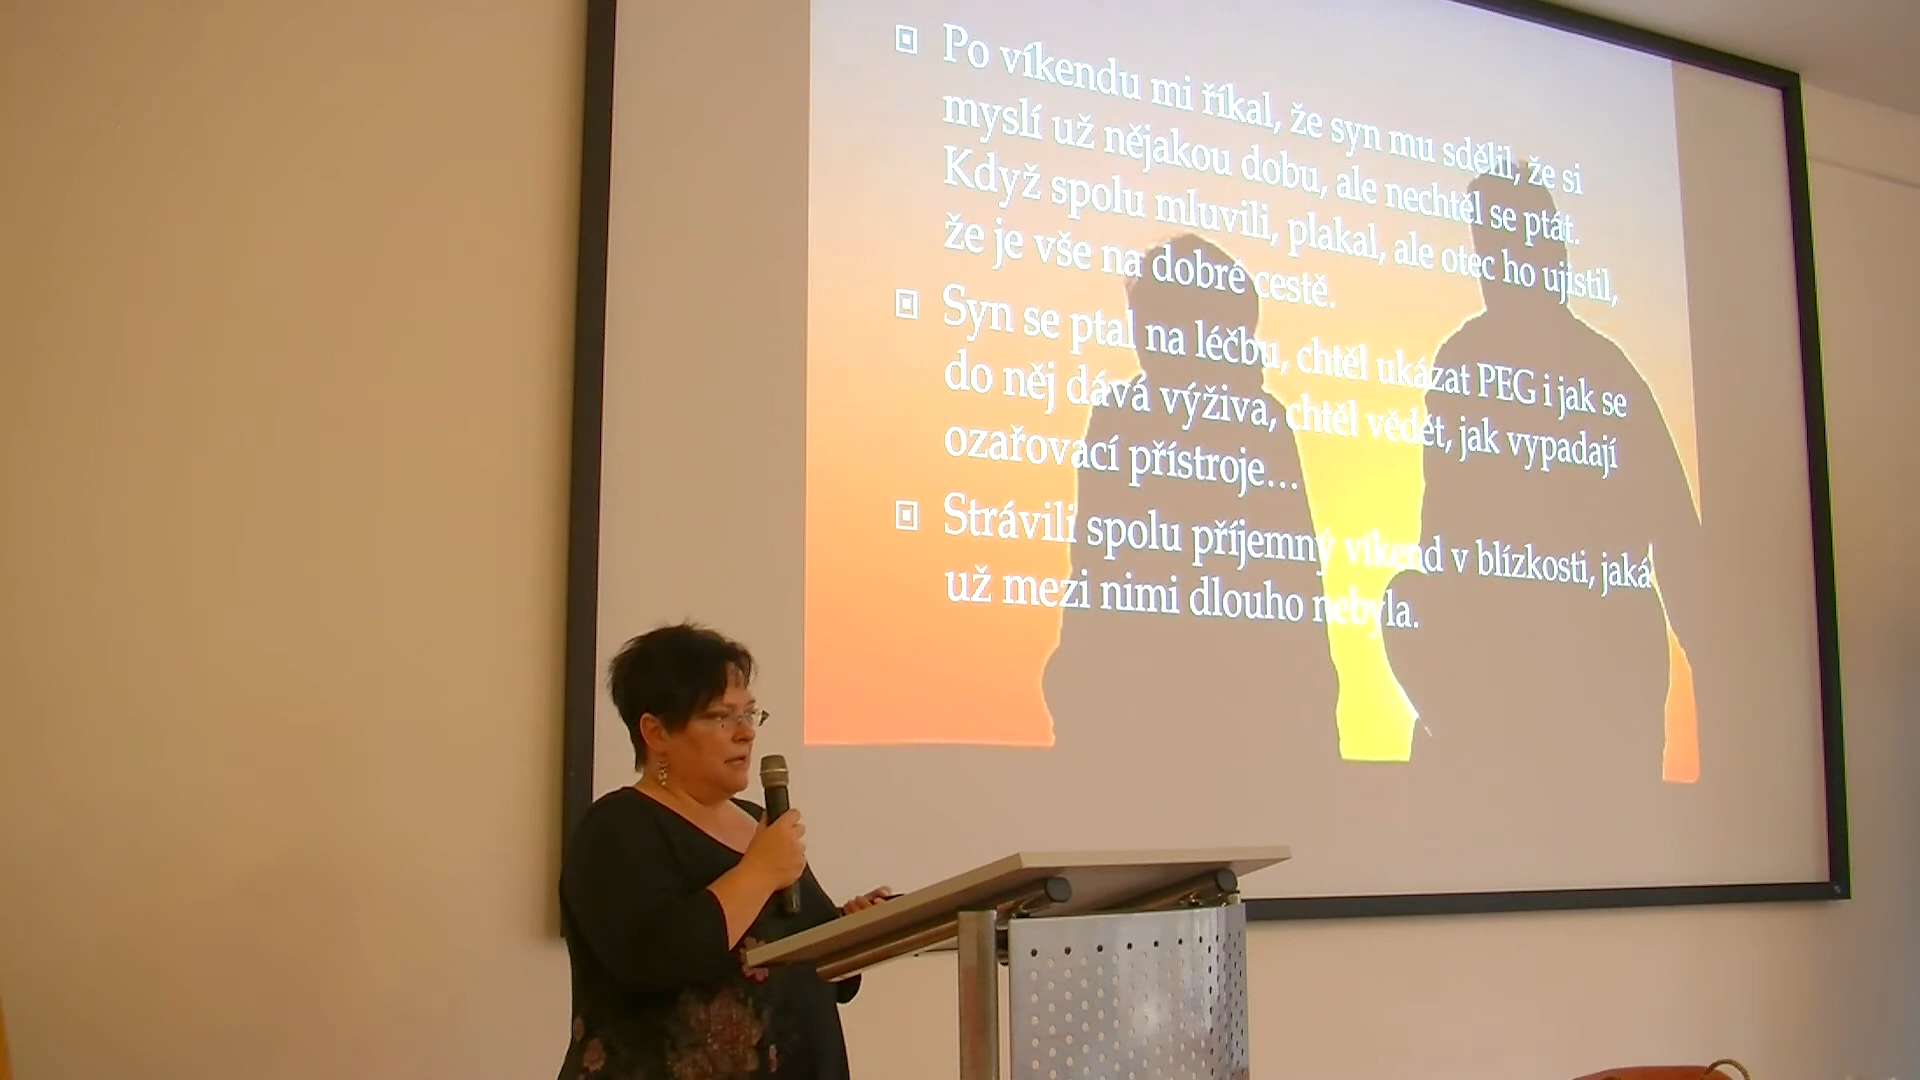 Po víkendu mi říkal, že syn mu sdělil, že si
myslí už nějakou dobu, ale nechtěl se ptát.
Když spolu mluvili, plakal, ale otec ho ujistil,
že je vše na dobré cestě.
Syn se ptal na léčbu, chtěl ukázat PEG i jak se
do něj dává výživa, chtěl vědět, jak vypadají
ozařovací přístroje…
Strávili spolu příjemný víkend v blízkosti, jaká
už mezi nimi dlouho nebyla.